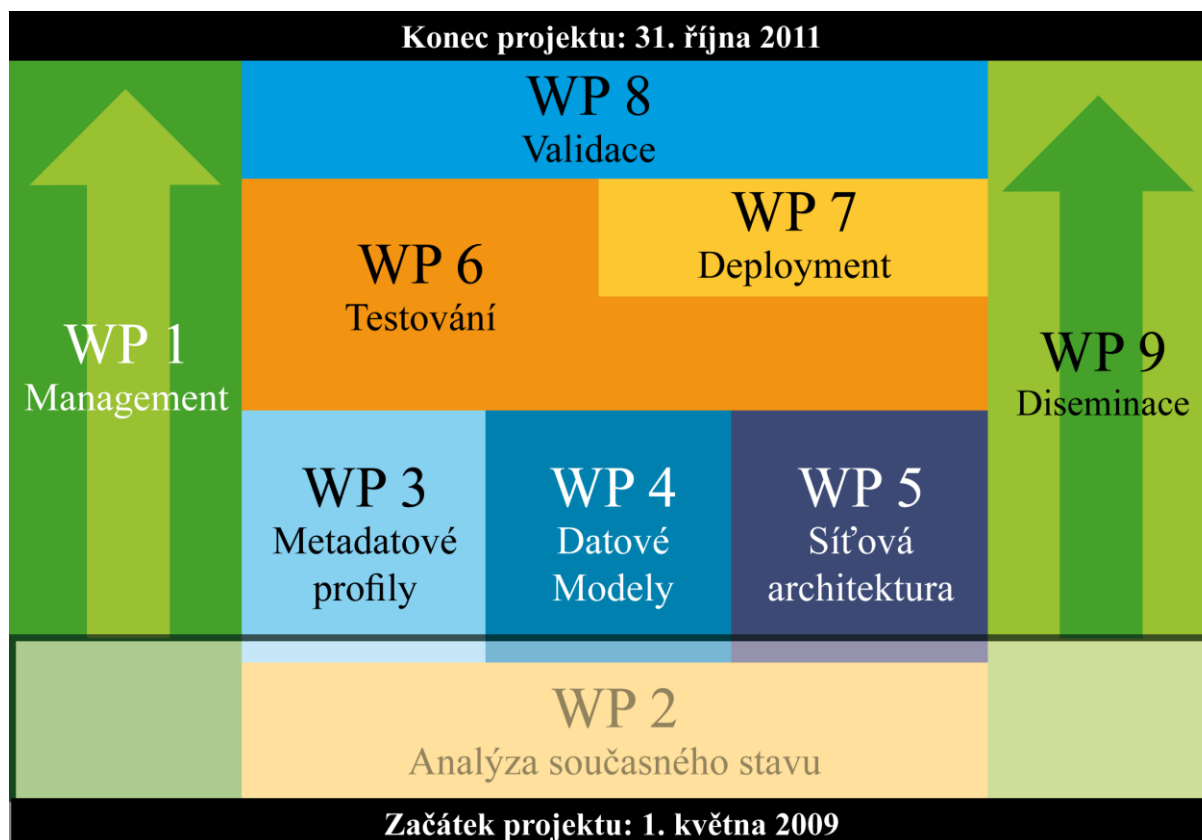 Konec projektu: 31. října 2011
WP 8
Validace
WP 7
Deployment
WP 6
Testování
WP 1
Management
WP 9
Diseminace
WP 3
Metadatové
profily
WP 4
Datové
Modely
WP 5
Síťová
architektura
WP 2
Analýza současného stavu
Začátek projektu: 1. května 2009